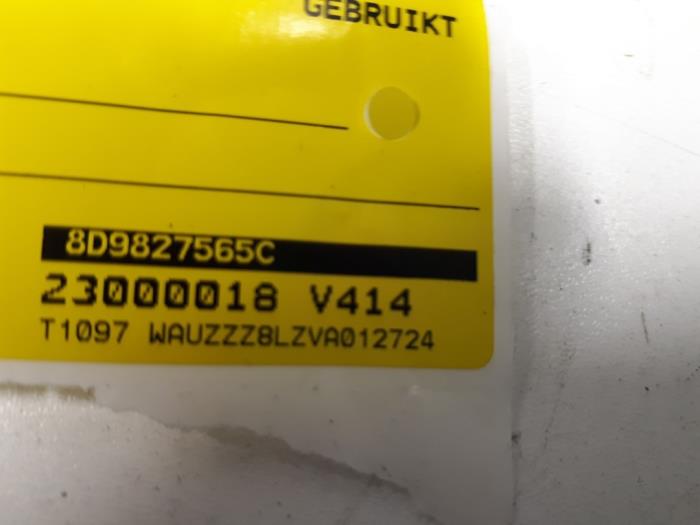 GEBRUIKT
8D9827565C
23000018 V414
T1097 WAUZZZ8LZVA012724